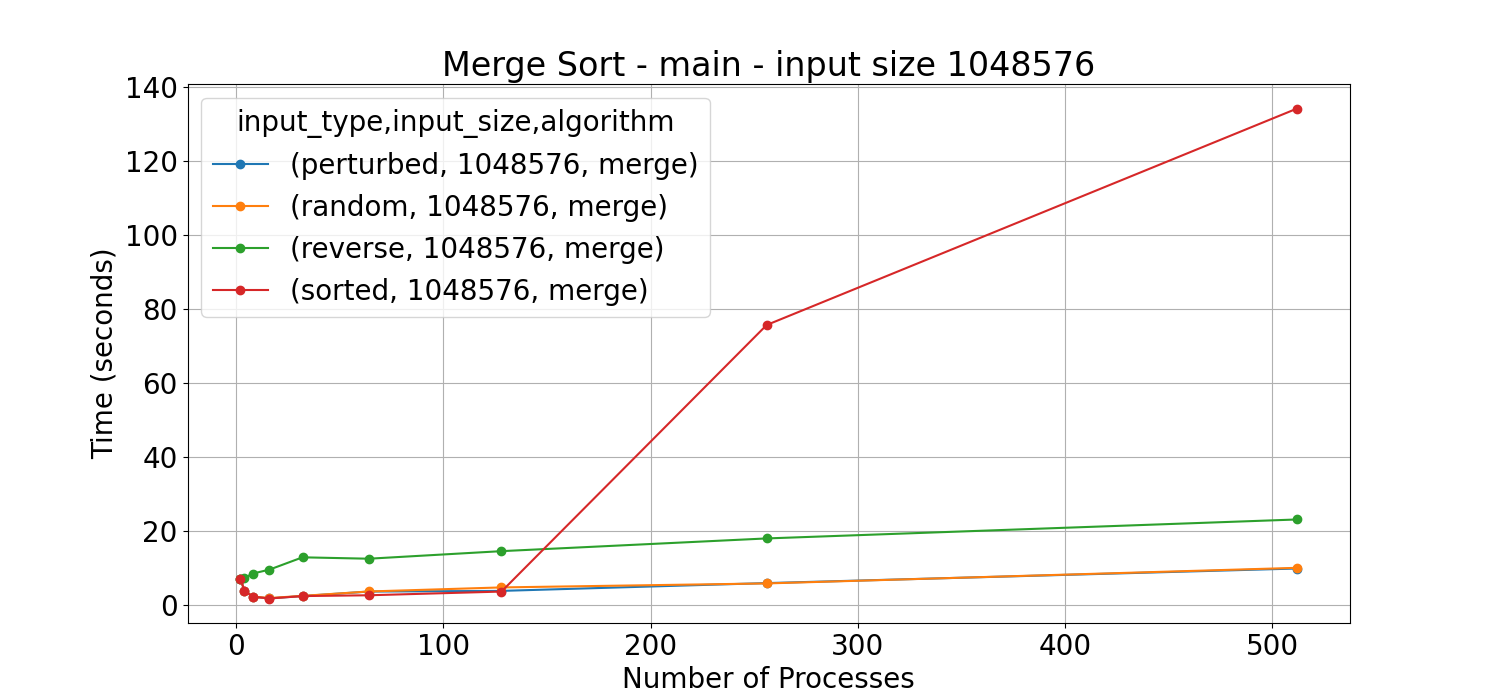 Merge Sort - main - input size 1048576
140
120
100
80
60
40
20
0
Time (seconds)
input_type,input_size,algorithm
(perturbed, 1048576, merge)
(random, 1048576, merge)
(reverse, 1048576, merge)
(sorted, 1048576, merge)
0 100 200 300 400 500
Number of Processes